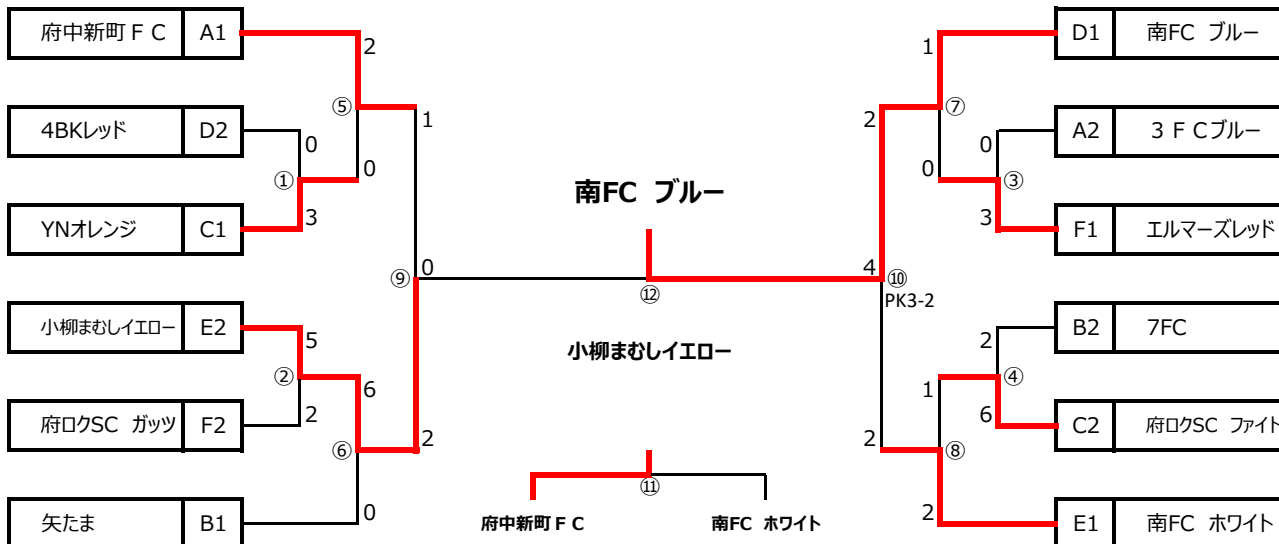 府中新町ＦＣ A1
2
1
D1 南FC ブルー
⑤
2
⑦
4BKレッド D2
0
1
0
A2 ３ＦＣブルー
①
0
0
③
YNオレンジ C1
3
3
F1 エルマーズレッド
南FC ブルー
⑨
0
⑫
4
⑩
PK3-2
小柳まむしイエロー E2
5
2
B2 7FC
小柳まむしイエロー
②
6
1
④
府ロクSC ガッツ F2
2
6
C2 府ロクSC ファイト
⑥
2
2
⑧
⑪
矢たま B1
0
府中新町ＦＣ
南FC ホワイト
2
E1 南FC ホワイト